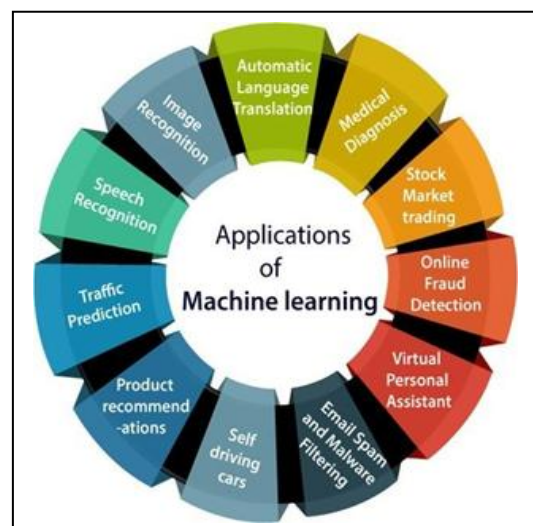 Applications
of
Machine learning
Automatic
Language
Translation
Medical
Diagnosis
Stock
Market
trading
Online
Fraud
Detection
Virtual
Personal
Assistant
Email Spam
and Malware
Filtering
Self
driving
cars
Product
recommend
-ations
Traffic
Prediction
Speech
Recognition
Image
Recognition